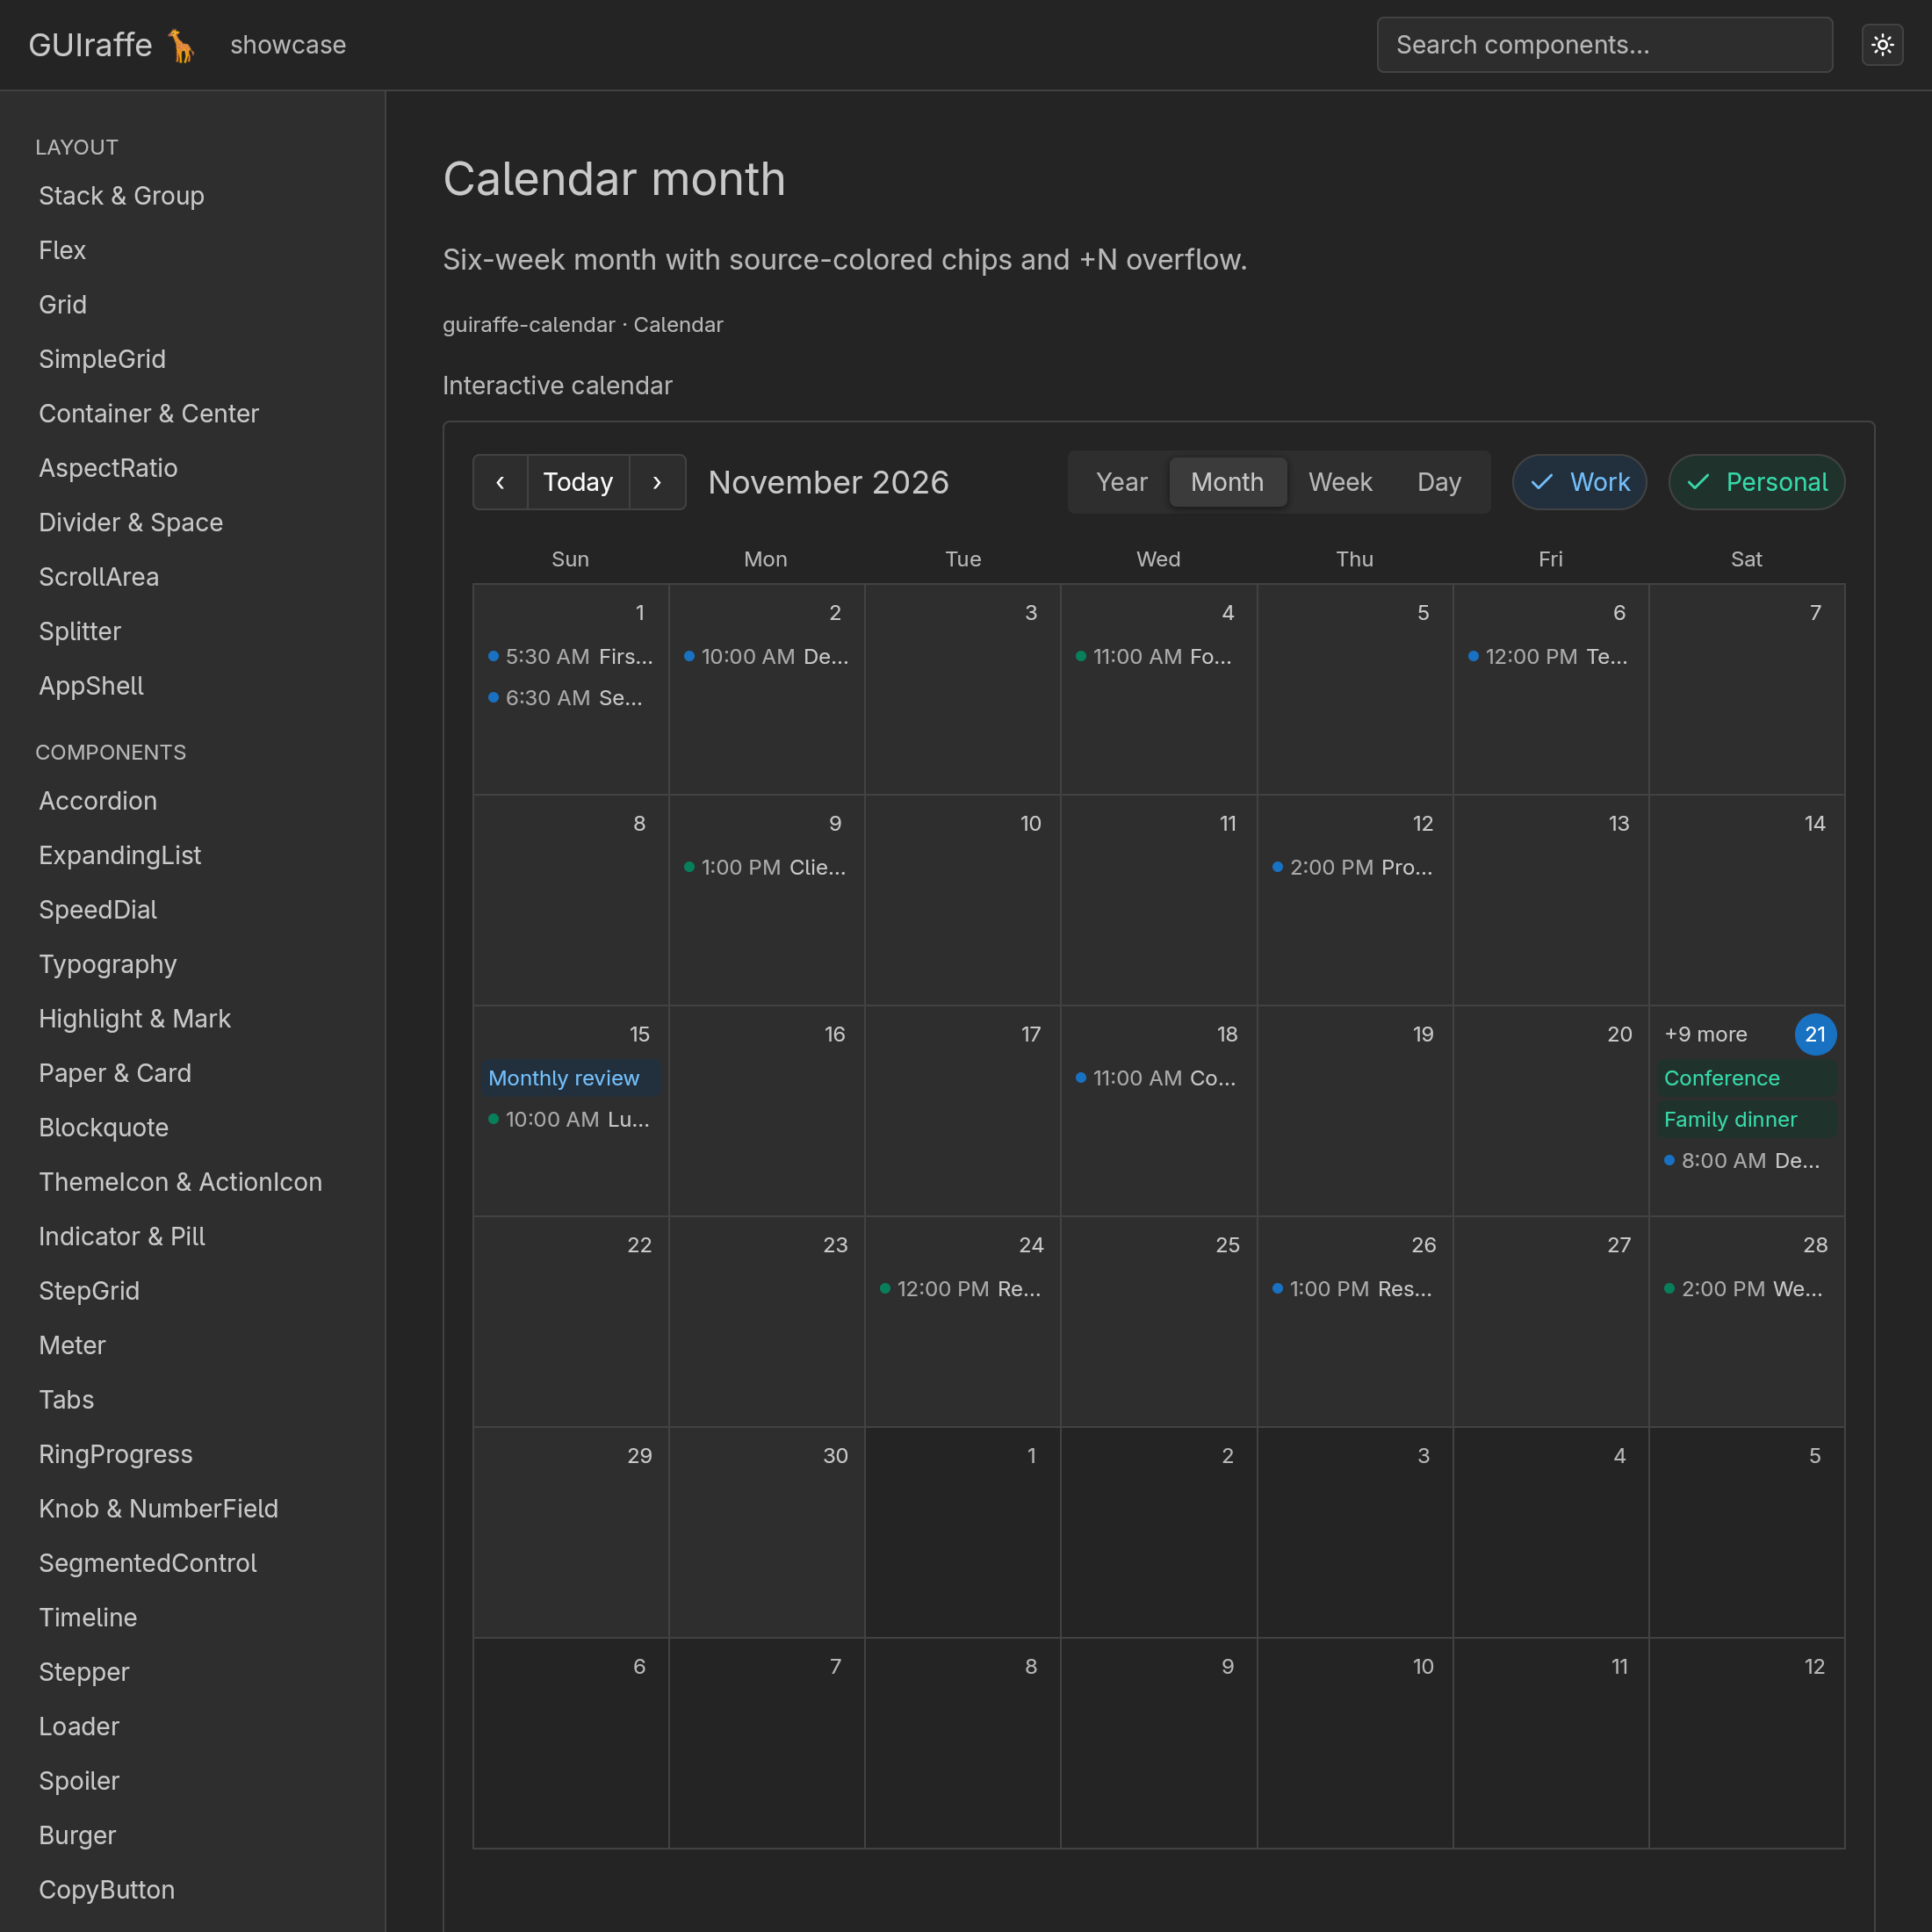 GUIraffe 🦒 showcase
Search components...
LAYOUT
Stack & Group
Flex
Grid
SimpleGrid
Container & Center
AspectRatio
Divider & Space
ScrollArea
Splitter
AppShell
COMPONENTS
Accordion
ExpandingList
SpeedDial
Typography
Highlight & Mark
Paper & Card
Blockquote
ThemeIcon & ActionIcon
Indicator & Pill
StepGrid
Meter
Tabs
RingProgress
Knob & NumberField
SegmentedControl
Timeline
Stepper
Loader
Spoiler
Burger
CopyButton
Calendar month
Six-week month with source-colored chips and +N overflow.
guiraffe-calendar · Calendar
Interactive calendar
‹ Today › November 2026 Year Month Week Day ✓ Work ✓ Personal
Sun Mon Tue Wed Thu Fri Sat
1 2 3 4 5 6 7
5:30 AM Firs... 10:00 AM De... 11:00 AM Fo... 12:00 PM Te...
6:30 AM Se...
8 9 10 11 12 13 14
1:00 PM Clie... 2:00 PM Pro...
15 16 17 18 19 20 +9 more 21
Monthly review 11:00 AM Co... Conference
10:00 AM Lu... Family dinner
8:00 AM De...
22 23 24 25 26 27 28
12:00 PM Re... 1:00 PM Res... 2:00 PM We...
29 30 1 2 3 4 5
6 7 8 9 10 11 12